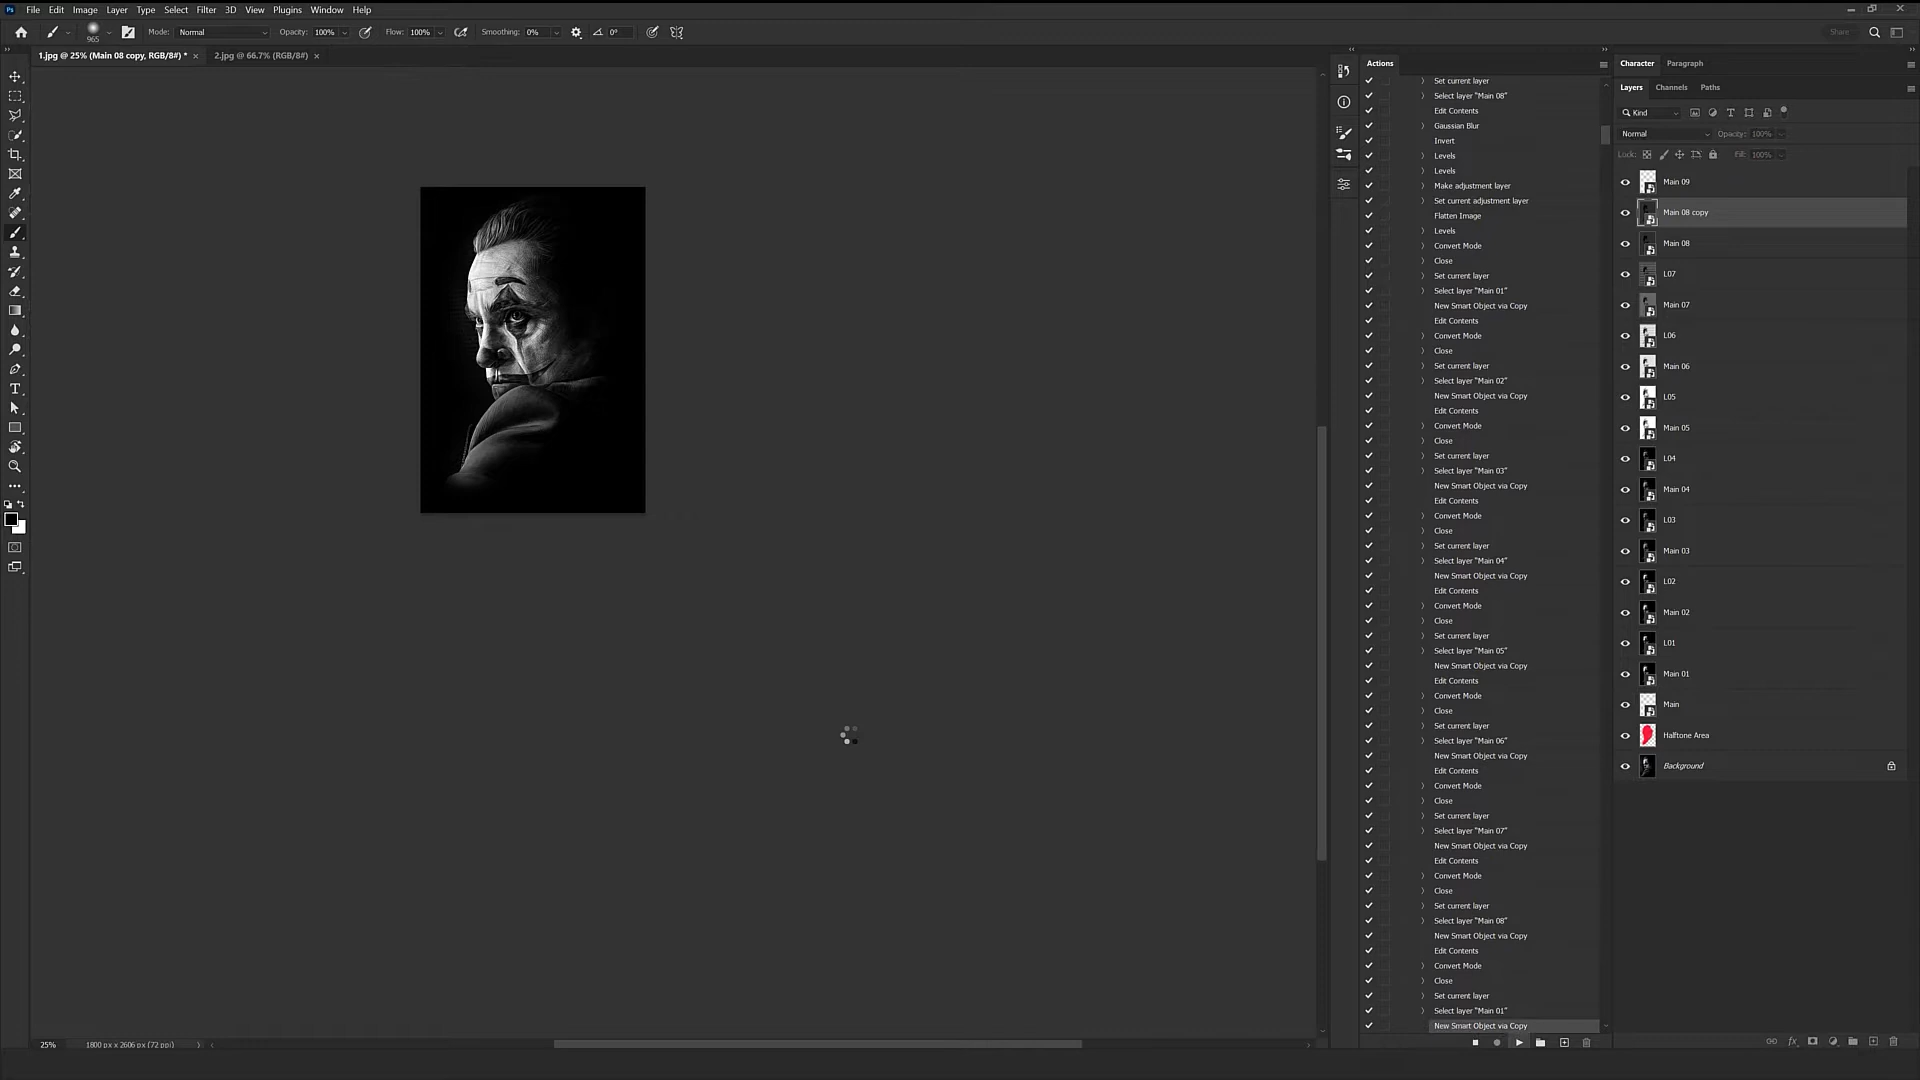 Ps File Edit Image Layer Type Select Filter 3D View Plugins Window Help
965 Mode: Normal Opacity: 100% Flow: 100% Smoothing: 0% 0° Share
1.jpg @ 25% (Main 08 copy, RGB/8#) * × 2.jpg @ 66.7% (RGB/8#) ×
Actions
Set current layer
Select layer "Main 08"
Edit Contents
Gaussian Blur
Invert
Levels
Levels
Make adjustment layer
Set current adjustment layer
Flatten Image
Levels
Convert Mode
Close
Set current layer
Select layer "Main 01"
New Smart Object via Copy
Edit Contents
Convert Mode
Close
Set current layer
Select layer "Main 02"
New Smart Object via Copy
Edit Contents
Convert Mode
Close
Set current layer
Select layer "Main 03"
New Smart Object via Copy
Edit Contents
Convert Mode
Close
Set current layer
Select layer "Main 04"
New Smart Object via Copy
Edit Contents
Convert Mode
Close
Set current layer
Select layer "Main 05"
New Smart Object via Copy
Edit Contents
Convert Mode
Close
Set current layer
Select layer "Main 06"
New Smart Object via Copy
Edit Contents
Convert Mode
Close
Set current layer
Select layer "Main 07"
New Smart Object via Copy
Edit Contents
Convert Mode
Close
Set current layer
Select layer "Main 08"
New Smart Object via Copy
Edit Contents
Convert Mode
Close
Set current layer
Select layer "Main 01"
New Smart Object via Copy
Character Paragraph
Layers Channels Paths
Kind
Normal Opacity: 100%
Lock: Fill: 100%
Main 09
Main 08 copy
Main 08
L07
Main 07
L06
Main 06
L05
Main 05
L04
Main 04
L03
Main 03
L02
Main 02
L01
Main 01
Main
Halftone Area
Background
25% 1800 px x 2606 px (72 ppi)